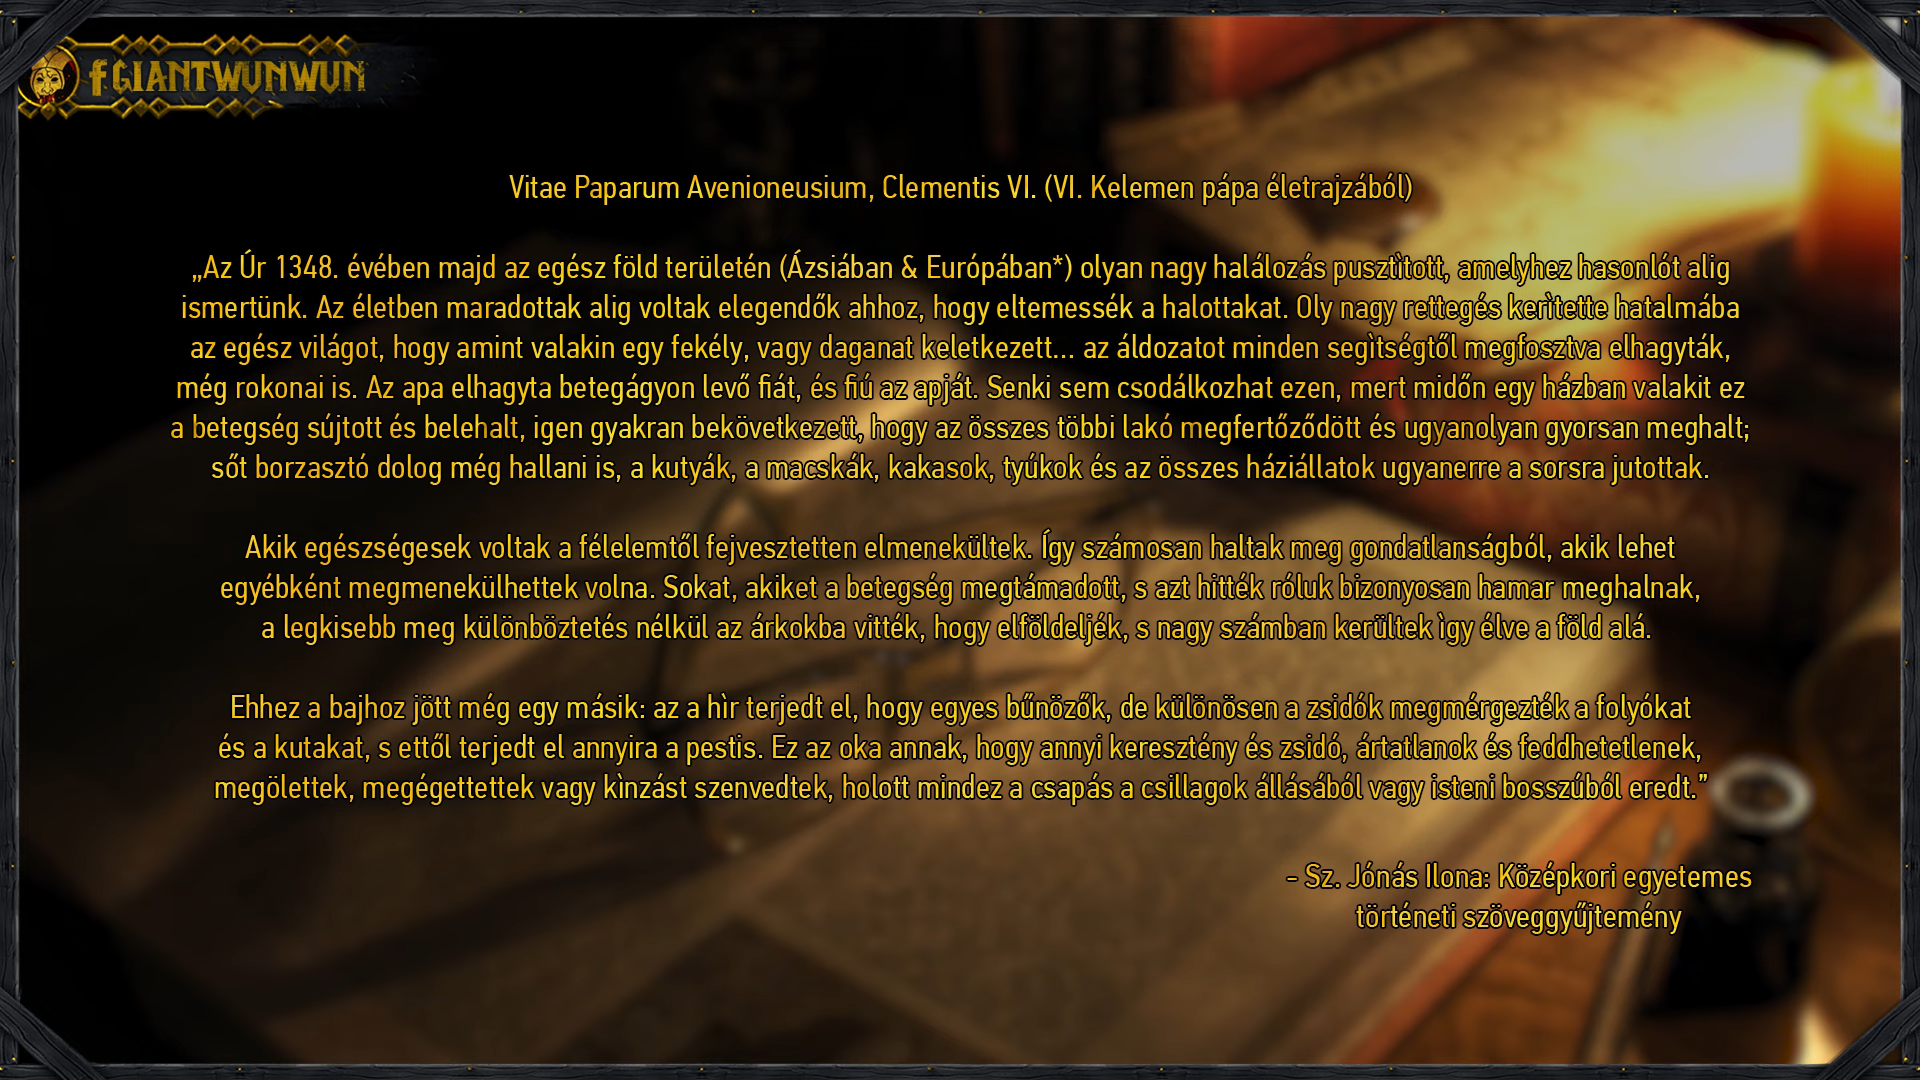 fGIANTWUNWUN
Vitae Paparum Avenioneusium, Clementis VI. (VI. Kelemen pápa életrajzából)
„Az Úr 1348. évében majd az egész föld területén (Ázsiában & Európában*) olyan nagy halálozás pusztìtott, amelyhez hasonlót alig
ismertünk. Az életben maradottak alig voltak elegendők ahhoz, hogy eltemessék a halottakat. Oly nagy rettegés kerìtette hatalmába
az egész világot, hogy amint valakin egy fekély, vagy daganat keletkezett... az áldozatot minden segìtségtől megfosztva elhagyták,
még rokonai is. Az apa elhagyta betegágyon levő fiát, és fiú az apját. Senki sem csodálkozhat ezen, mert midőn egy házban valakit ez
a betegség sújtott és belehalt, igen gyakran bekövetkezett, hogy az összes többi lakó megfertőződött és ugyanolyan gyorsan meghalt;
sőt borzasztó dolog még hallani is, a kutyák, a macskák, kakasok, tyúkok és az összes háziállatok ugyanerre a sorsra jutottak.
Akik egészségesek voltak a félelemtől fejvesztetten elmenekültek. Így számosan haltak meg gondatlanságból, akik lehet
egyébként megmenekülhettek volna. Sokat, akiket a betegség megtámadott, s azt hitték róluk bizonyosan hamar meghalnak,
a legkisebb meg különböztetés nélkül az árkokba vitték, hogy elföldeljék, s nagy számban kerültek ìgy élve a föld alá.
Ehhez a bajhoz jött még egy másik: az a hìr terjedt el, hogy egyes bűnözők, de különösen a zsidók megmérgezték a folyókat
és a kutakat, s ettől terjedt el annyira a pestis. Ez az oka annak, hogy annyi keresztény és zsidó, ártatlanok és feddhetetlenek,
megölettek, megégettettek vagy kìnzást szenvedtek, holott mindez a csapás a csillagok állásából vagy isteni bosszúból eredt.”
- Sz. Jónás Ilona: Középkori egyetemes
történeti szöveggyűjtemény